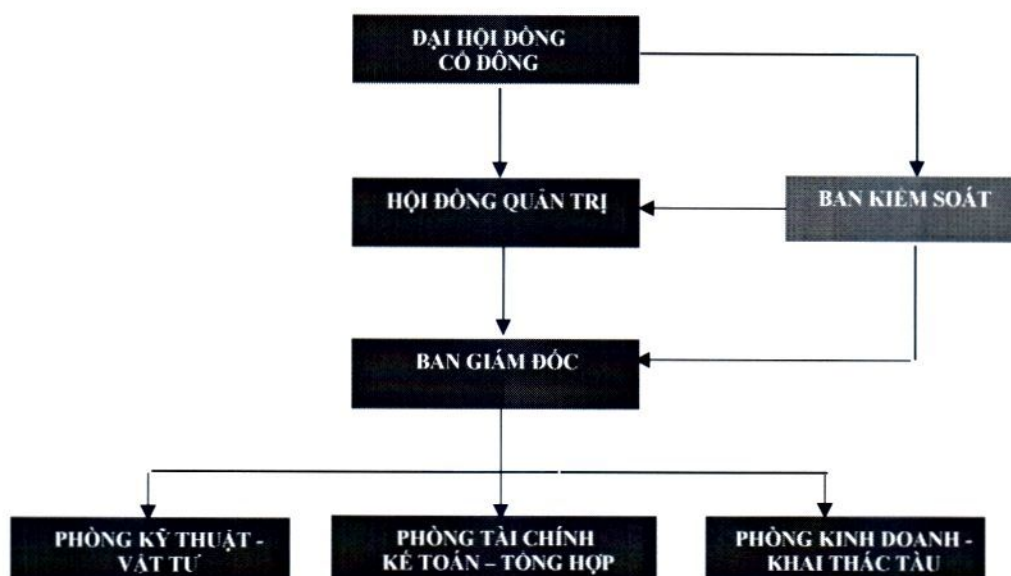 ĐẠI HỘI ĐỒNG
CỔ ĐÔNG
HỘI ĐỒNG QUẢN TRỊ
BAN KIỂM SOÁT
BAN GIÁM ĐỐC
PHÒNG KỸ THUẬT -
VẬT TƯ
PHÒNG TÀI CHÍNH
KẾ TOÁN – TỔNG HỢP
PHÒNG KINH DOANH -
KHAI THÁC TÀU